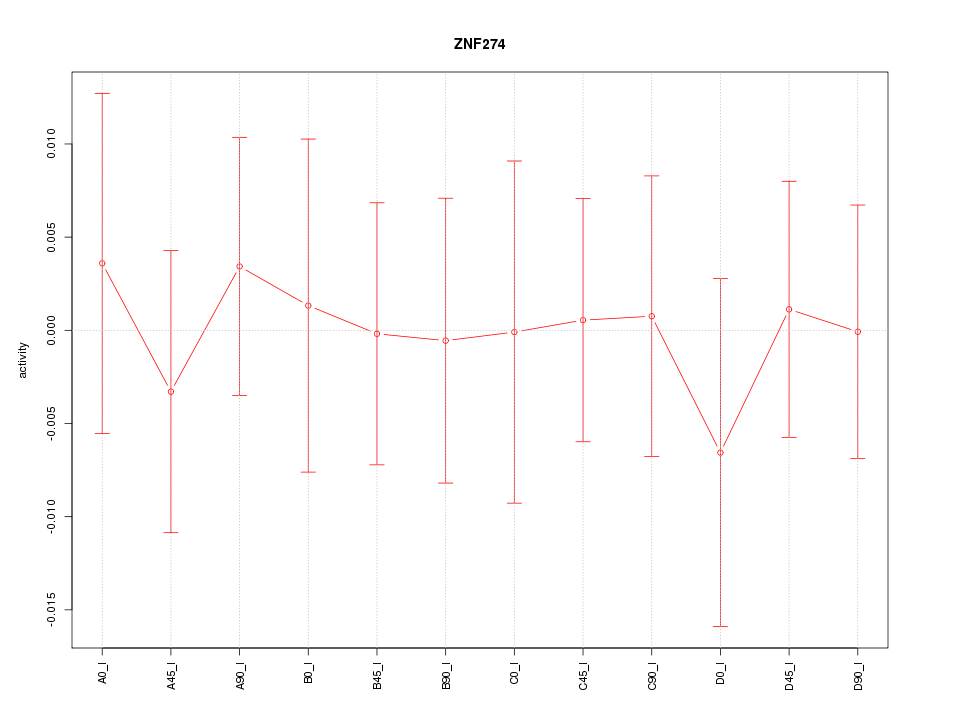 ZNF274
activity
0.010
0.005
0.000
-0.005
-0.010
-0.015
A0_I
A45_I
A90_I
B0_I
B45_I
B90_I
C0_I
C45_I
C90_I
D0_I
D45_I
D90_I